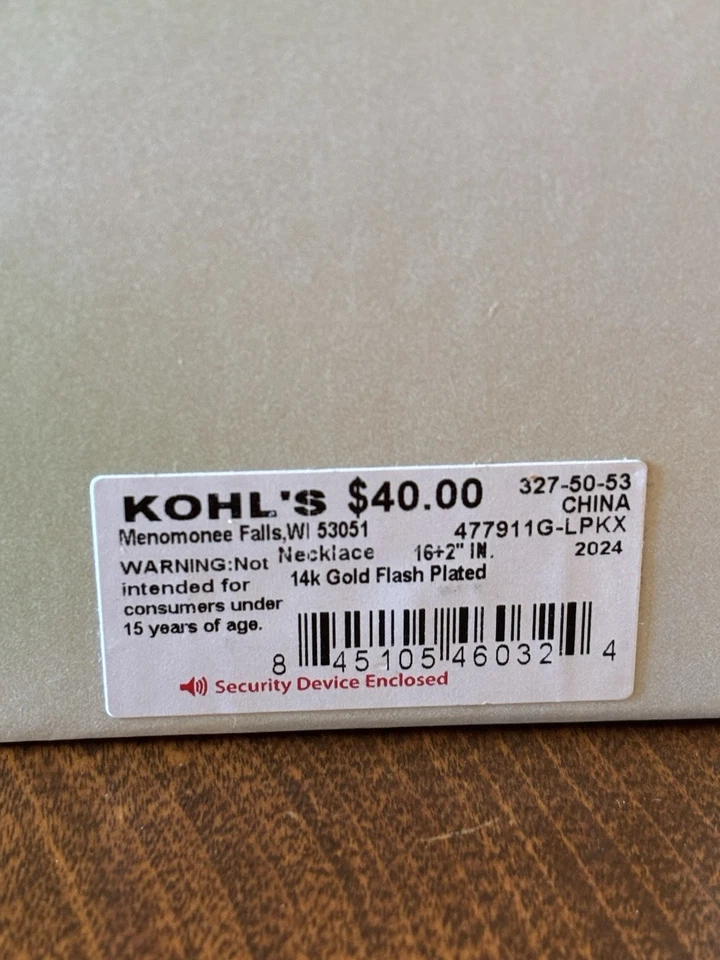 KOHL'S $40.00 327-50-53
CHINA
Menomonee Falls,WI 53051 477911G-LPKX
WARNING:Not Necklace 16+2" IN. 2024
intended for 14k Gold Flash Plated
consumers under
15 years of age.
8 45105 46032 4
Security Device Enclosed